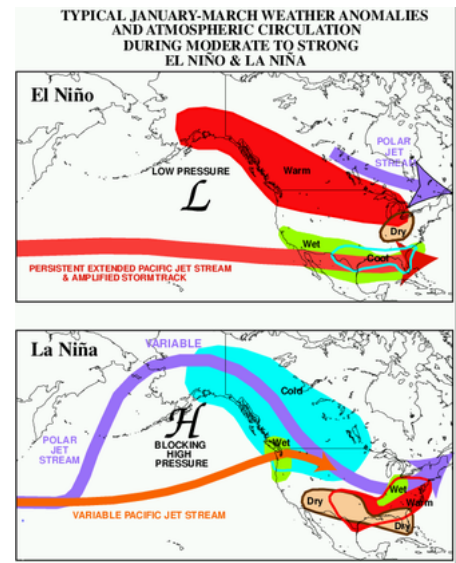 TYPICAL JANUARY-MARCH WEATHER ANOMALIES
AND ATMOSPHERIC CIRCULATION
DURING MODERATE TO STRONG
EL NIÑO & LA NIÑA
El Niño
POLAR
JET
STREAM
LOW PRESSURE
Warm
L
Dry
Wet
Cool
PERSISTENT EXTENDED PACIFIC JET STREAM
& AMPLIFIED STORM TRACK
La Niña
VARIABLE
Cold
H
POLAR
JET
STREAM
BLOCKING
HIGH
PRESSURE
Wet
Wet
Dry
Warm
VARIABLE PACIFIC JET STREAM
Dry